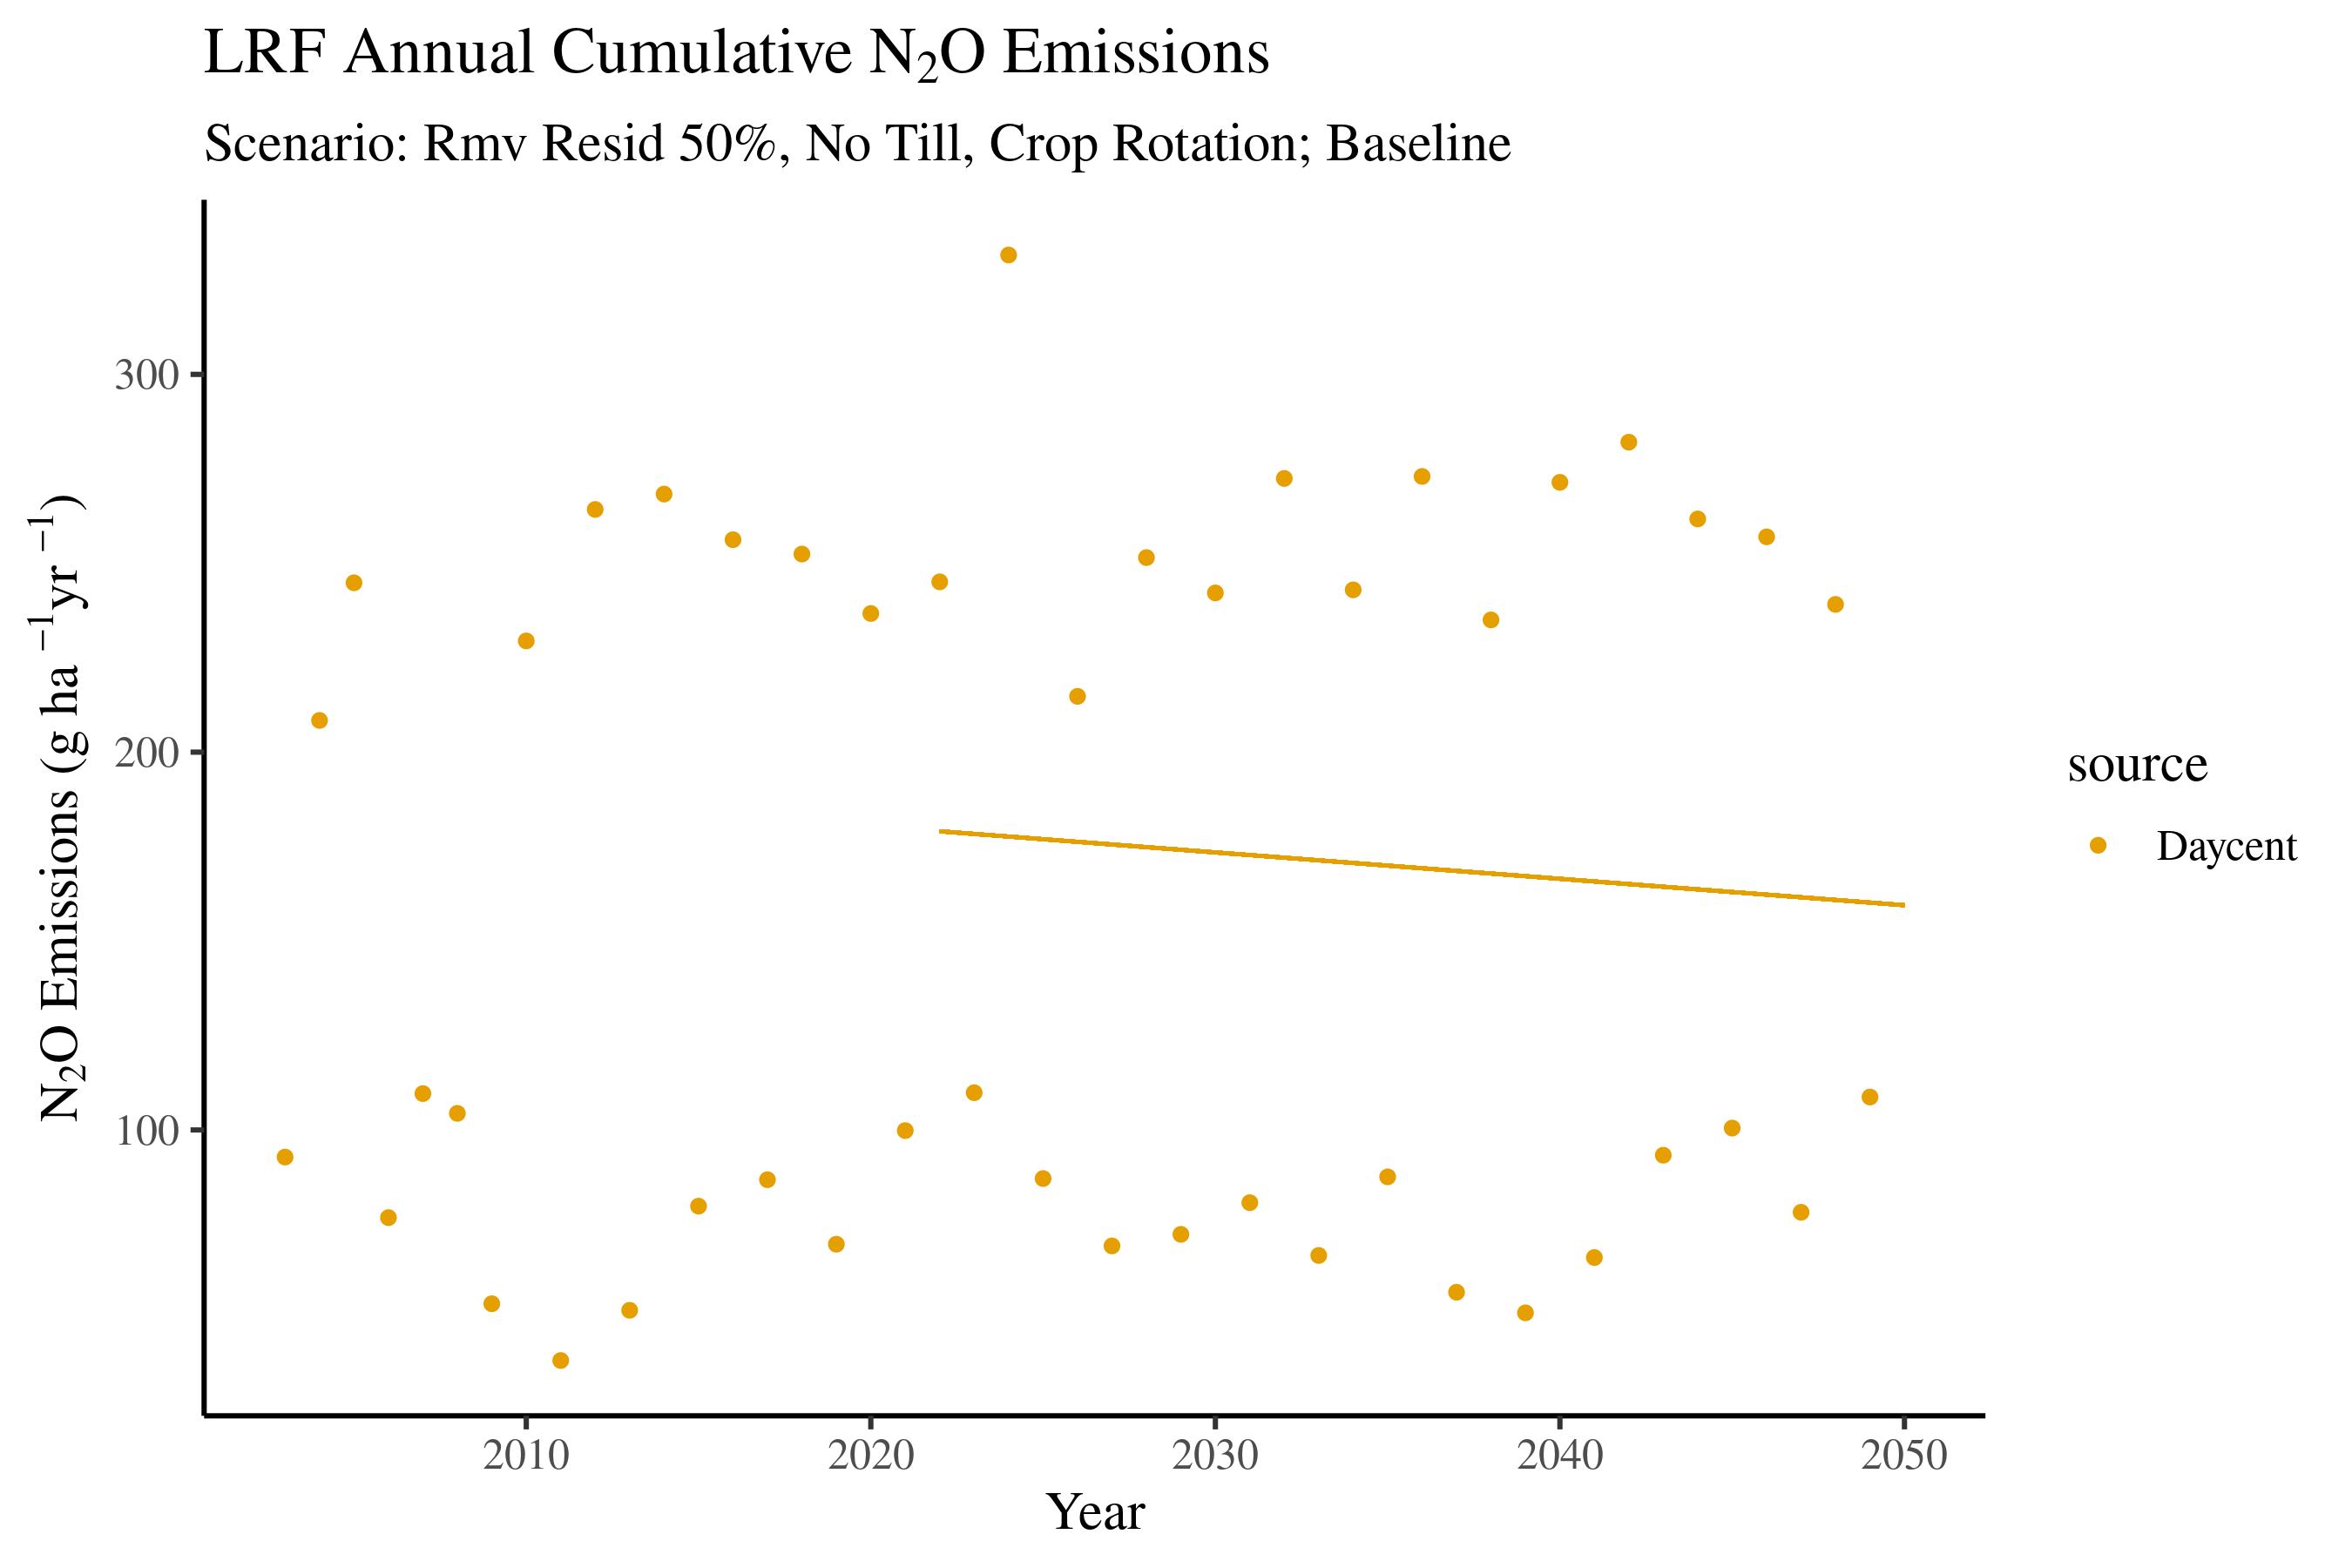 LRF Annual Cumulative N₂O Emissions
Scenario: Rmv Resid 50%, No Till, Crop Rotation; Baseline
N₂O Emissions (g ha ⁻¹yr ⁻¹)
300
200
100
2010 2020 2030 2040 2050
Year
source
Daycent